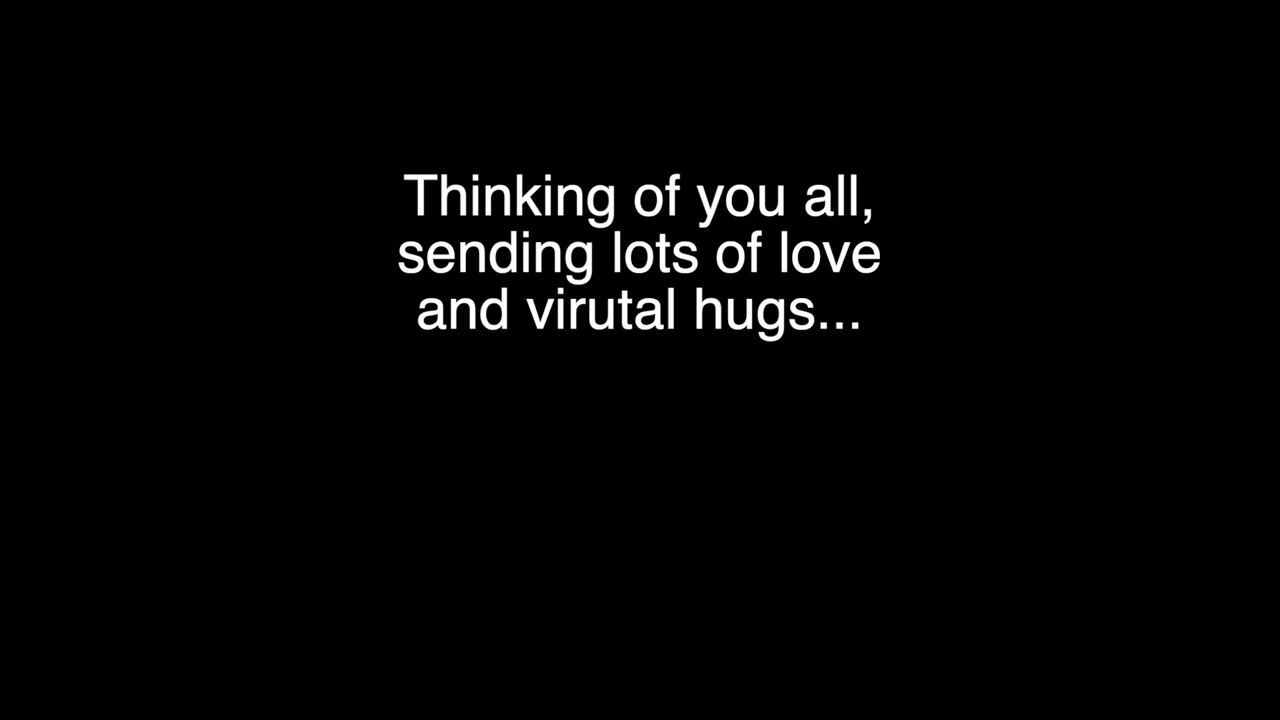 Thinking of you all,
sending lots of love
and virutal hugs...